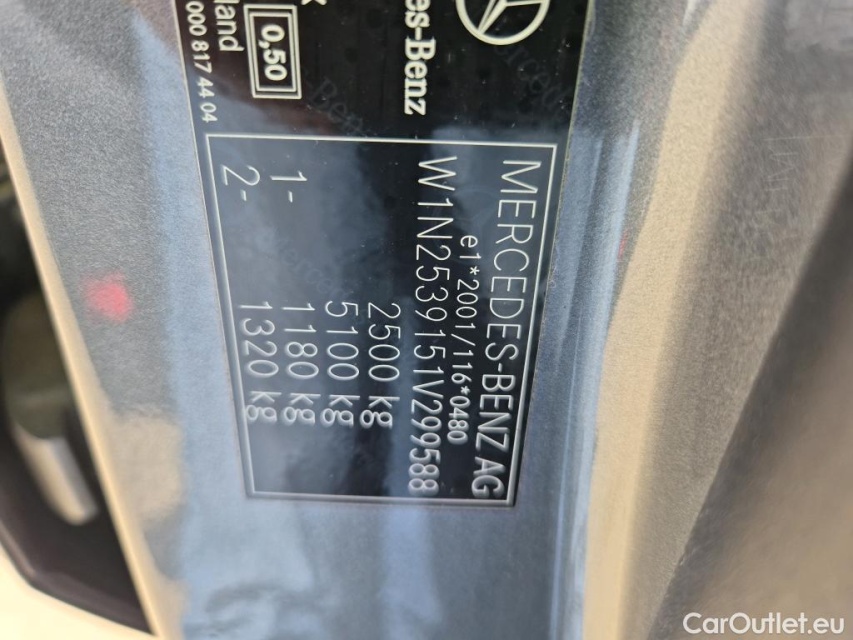 es-Benz
0,50
land
000 817 44 04
MERCEDES-BENZ AG
e1*2001/116*0480
W1N2539151V299588
2500 kg
5100 kg
1- 1180 kg
2- 1320 kg
CarOutlet.eu